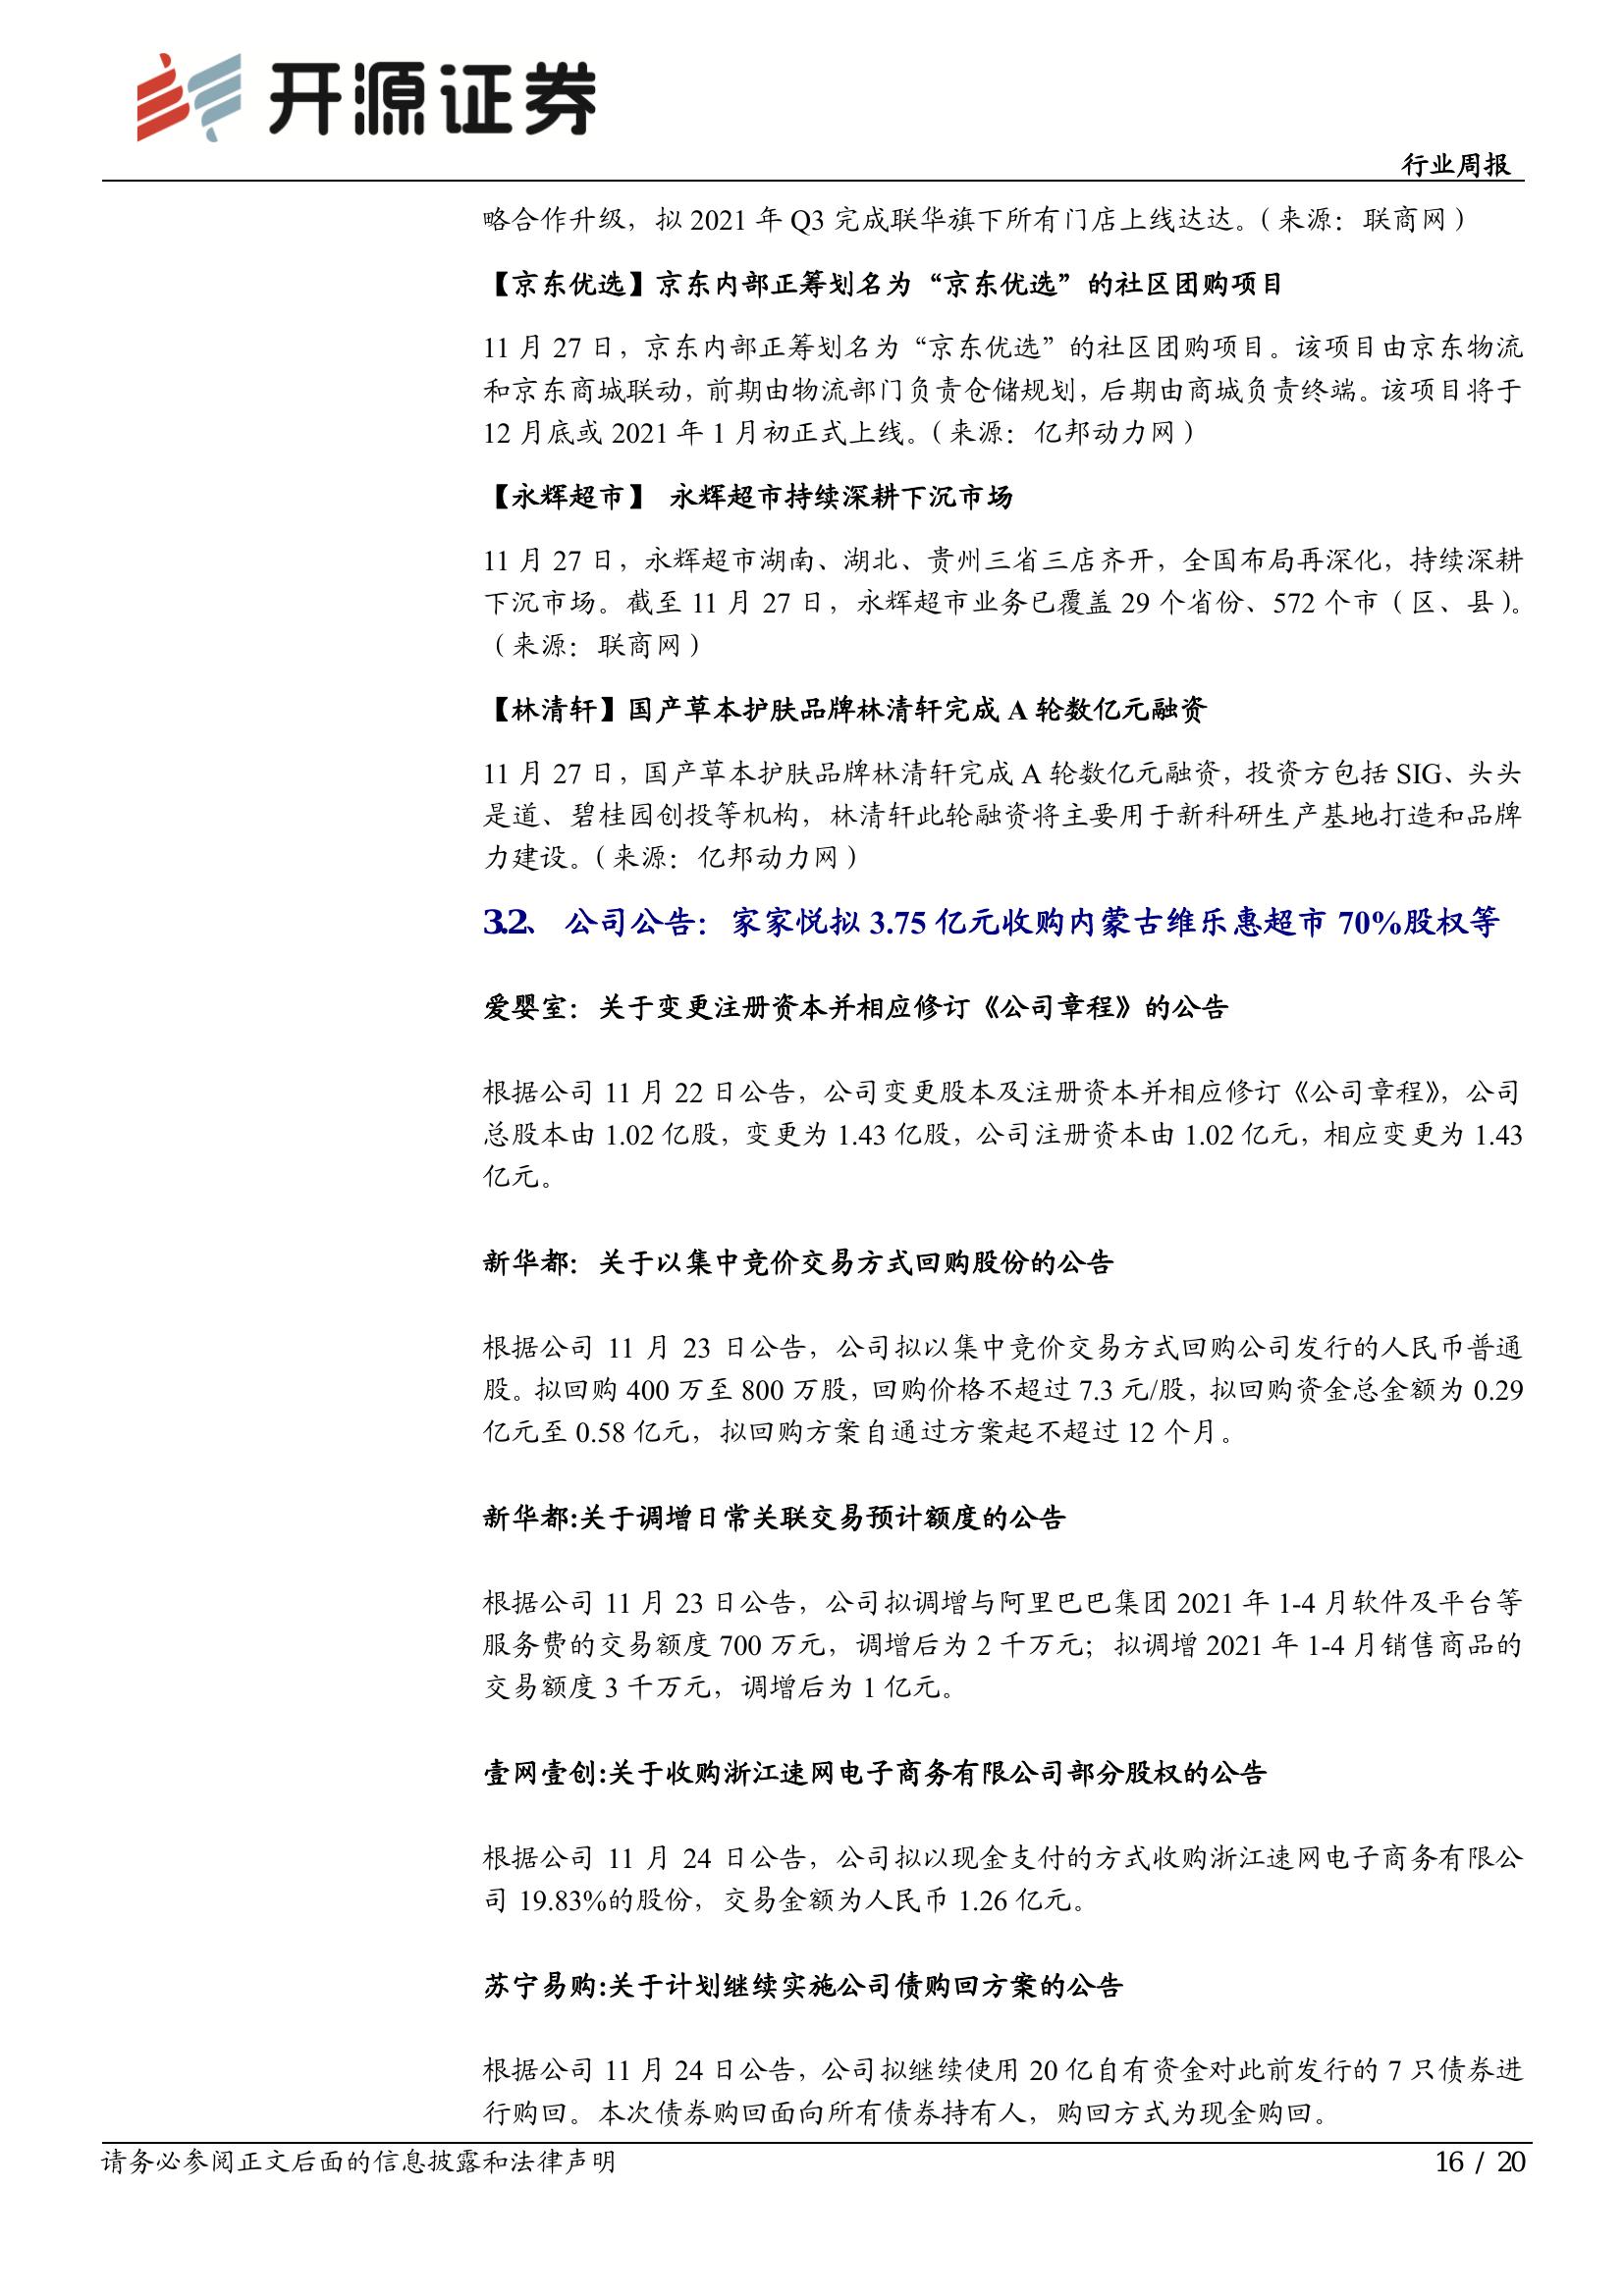 开源证券
行业周报
略合作升级，拟 2021 年 Q3 完成联华旗下所有门店上线达达。（来源：联商网）
【京东优选】京东内部正筹划名为“京东优选”的社区团购项目
11 月 27 日，京东内部正筹划名为“京东优选”的社区团购项目。该项目由京东物流
和京东商城联动，前期由物流部门负责仓储规划，后期由商城负责终端。该项目将于
12 月底或 2021 年 1 月初正式上线。（来源：亿邦动力网）
【永辉超市】 永辉超市持续深耕下沉市场
11 月 27 日，永辉超市湖南、湖北、贵州三省三店齐开，全国布局再深化，持续深耕
下沉市场。截至 11 月 27 日，永辉超市业务已覆盖 29 个省份、572 个市（区、县）。
（来源：联商网）
【林清轩】国产草本护肤品牌林清轩完成 A 轮数亿元融资
11 月 27 日，国产草本护肤品牌林清轩完成 A 轮数亿元融资，投资方包括 SIG、头头
是道、碧桂园创投等机构，林清轩此轮融资将主要用于新科研生产基地打造和品牌
力建设。（来源：亿邦动力网）
3.2、 公司公告：家家悦拟 3.75 亿元收购内蒙古维乐惠超市 70%股权等
爱婴室：关于变更注册资本并相应修订《公司章程》的公告
根据公司 11 月 22 日公告，公司变更股本及注册资本并相应修订《公司章程》，公司
总股本由 1.02 亿股，变更为 1.43 亿股，公司注册资本由 1.02 亿元，相应变更为 1.43
亿元。
新华都：关于以集中竞价交易方式回购股份的公告
根据公司 11 月 23 日公告，公司拟以集中竞价交易方式回购公司发行的人民币普通
股。拟回购 400 万至 800 万股，回购价格不超过 7.3 元/股，拟回购资金总金额为 0.29
亿元至 0.58 亿元，拟回购方案自通过方案起不超过 12 个月。
新华都:关于调增日常关联交易预计额度的公告
根据公司 11 月 23 日公告，公司拟调增与阿里巴巴集团 2021 年 1-4 月软件及平台等
服务费的交易额度 700 万元，调增后为 2 千万元；拟调增 2021 年 1-4 月销售商品的
交易额度 3 千万元，调增后为 1 亿元。
壹网壹创:关于收购浙江速网电子商务有限公司部分股权的公告
根据公司 11 月 24 日公告，公司拟以现金支付的方式收购浙江速网电子商务有限公
司 19.83%的股份，交易金额为人民币 1.26 亿元。
苏宁易购:关于计划继续实施公司债购回方案的公告
根据公司 11 月 24 日公告，公司拟继续使用 20 亿自有资金对此前发行的 7 只债券进
行购回。本次债券购回面向所有债券持有人，购回方式为现金购回。
请务必参阅正文后面的信息披露和法律声明
16 / 20